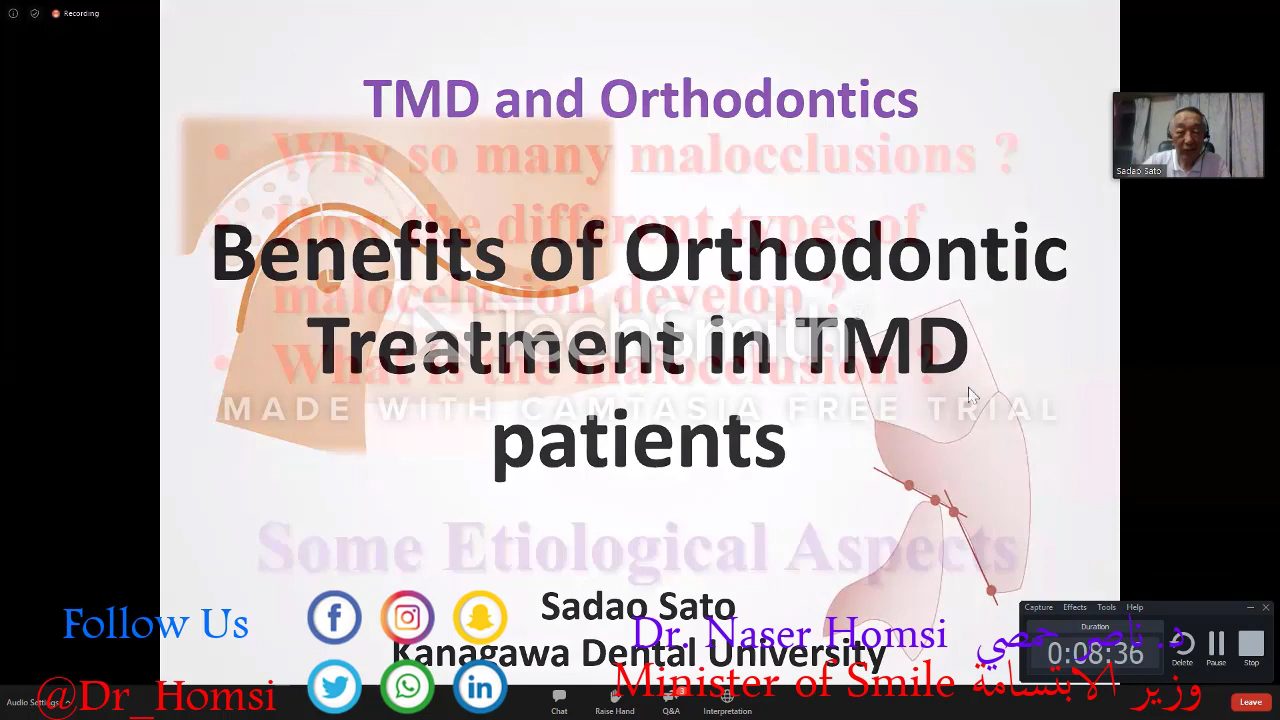 Recording
TMD and Orthodontics
• Why so many malocclusions ?
• How the different types of
malocclusion develop ?
• What is the malocclusion ?
Benefits of Orthodontic
Treatment in TMD
patients
TechSmith
MADE WITH CAMTASIA FREE TRIAL
Some Etiological Aspects
Sadao Sato
Kanagawa Dental University
Sadao Sato
Follow Us
@Dr_Homsi
Dr. Naser Homsi د. ناصر حمصي
Minister of Smile وزير الابتسامة
Capture Effects Tools Help
Duration
0:08:36
Delete Pause Stop
Audio Settings
Chat
Raise Hand
3
Q&A
Interpretation
Leave